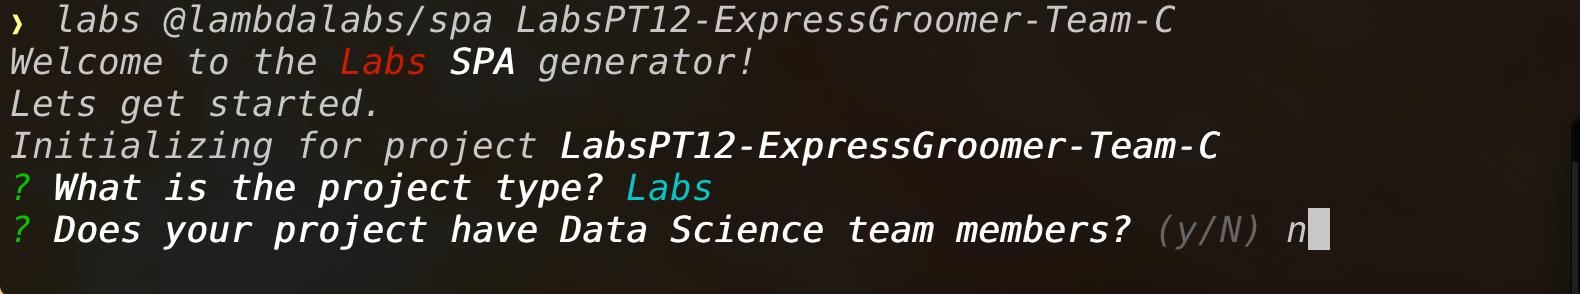 ❯ labs @lambdalabs/spa LabsPT12-ExpressGroomer-Team-C
Welcome to the Labs SPA generator!
Lets get started.
Initializing for project LabsPT12-ExpressGroomer-Team-C
? What is the project type? Labs
? Does your project have Data Science team members? (y/N) n